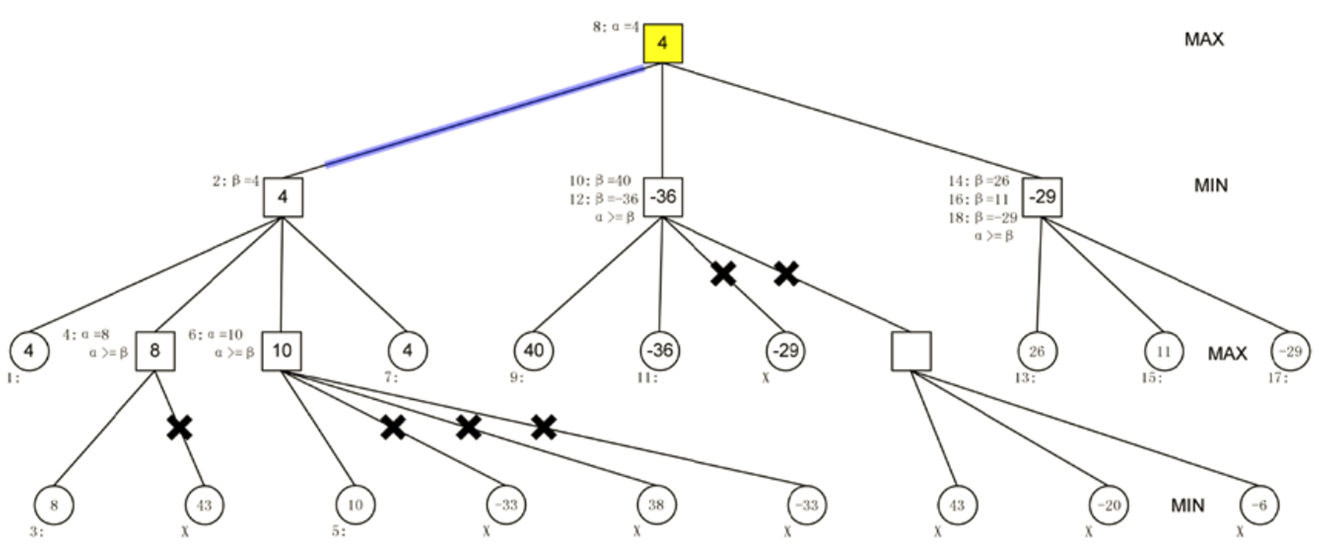 8: α=4
4
MAX
2: β=4
4
10: β=40
12: β=-36
α >= β
-36
14: β=26
16: β=11
18: β=-29
α >= β
-29
MIN
4
1:
4: α=8
α >= β
8
6: α=10
α >= β
10
4
7:
40
9:
-36
11:
-29
X
26
13:
11
15:
MAX
-29
17:
8
3:
43
X
10
5:
-33
X
38
X
-33
X
43
X
-20
X
MIN
-6
X